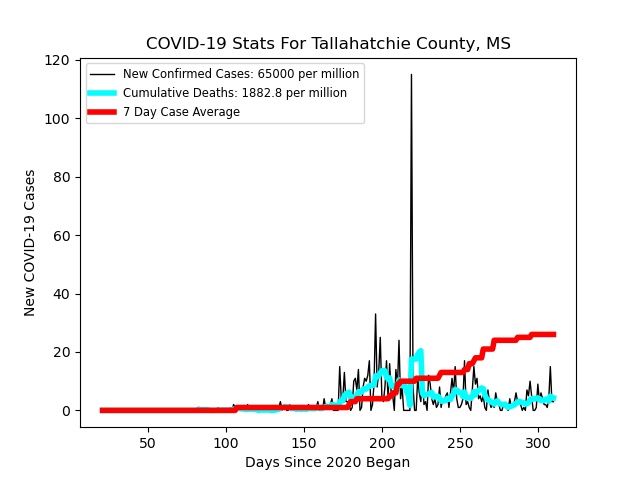 COVID-19 Stats For Tallahatchie County, MS
New Confirmed Cases: 65000 per million
Cumulative Deaths: 1882.8 per million
7 Day Case Average
120
100
80
60
40
20
0
New COVID-19 Cases
50 100 150 200 250 300
Days Since 2020 Began